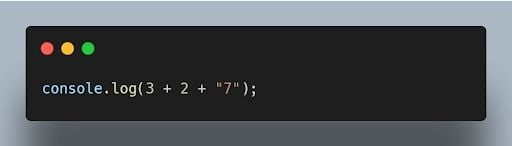 console.log(3 + 2 + "7");